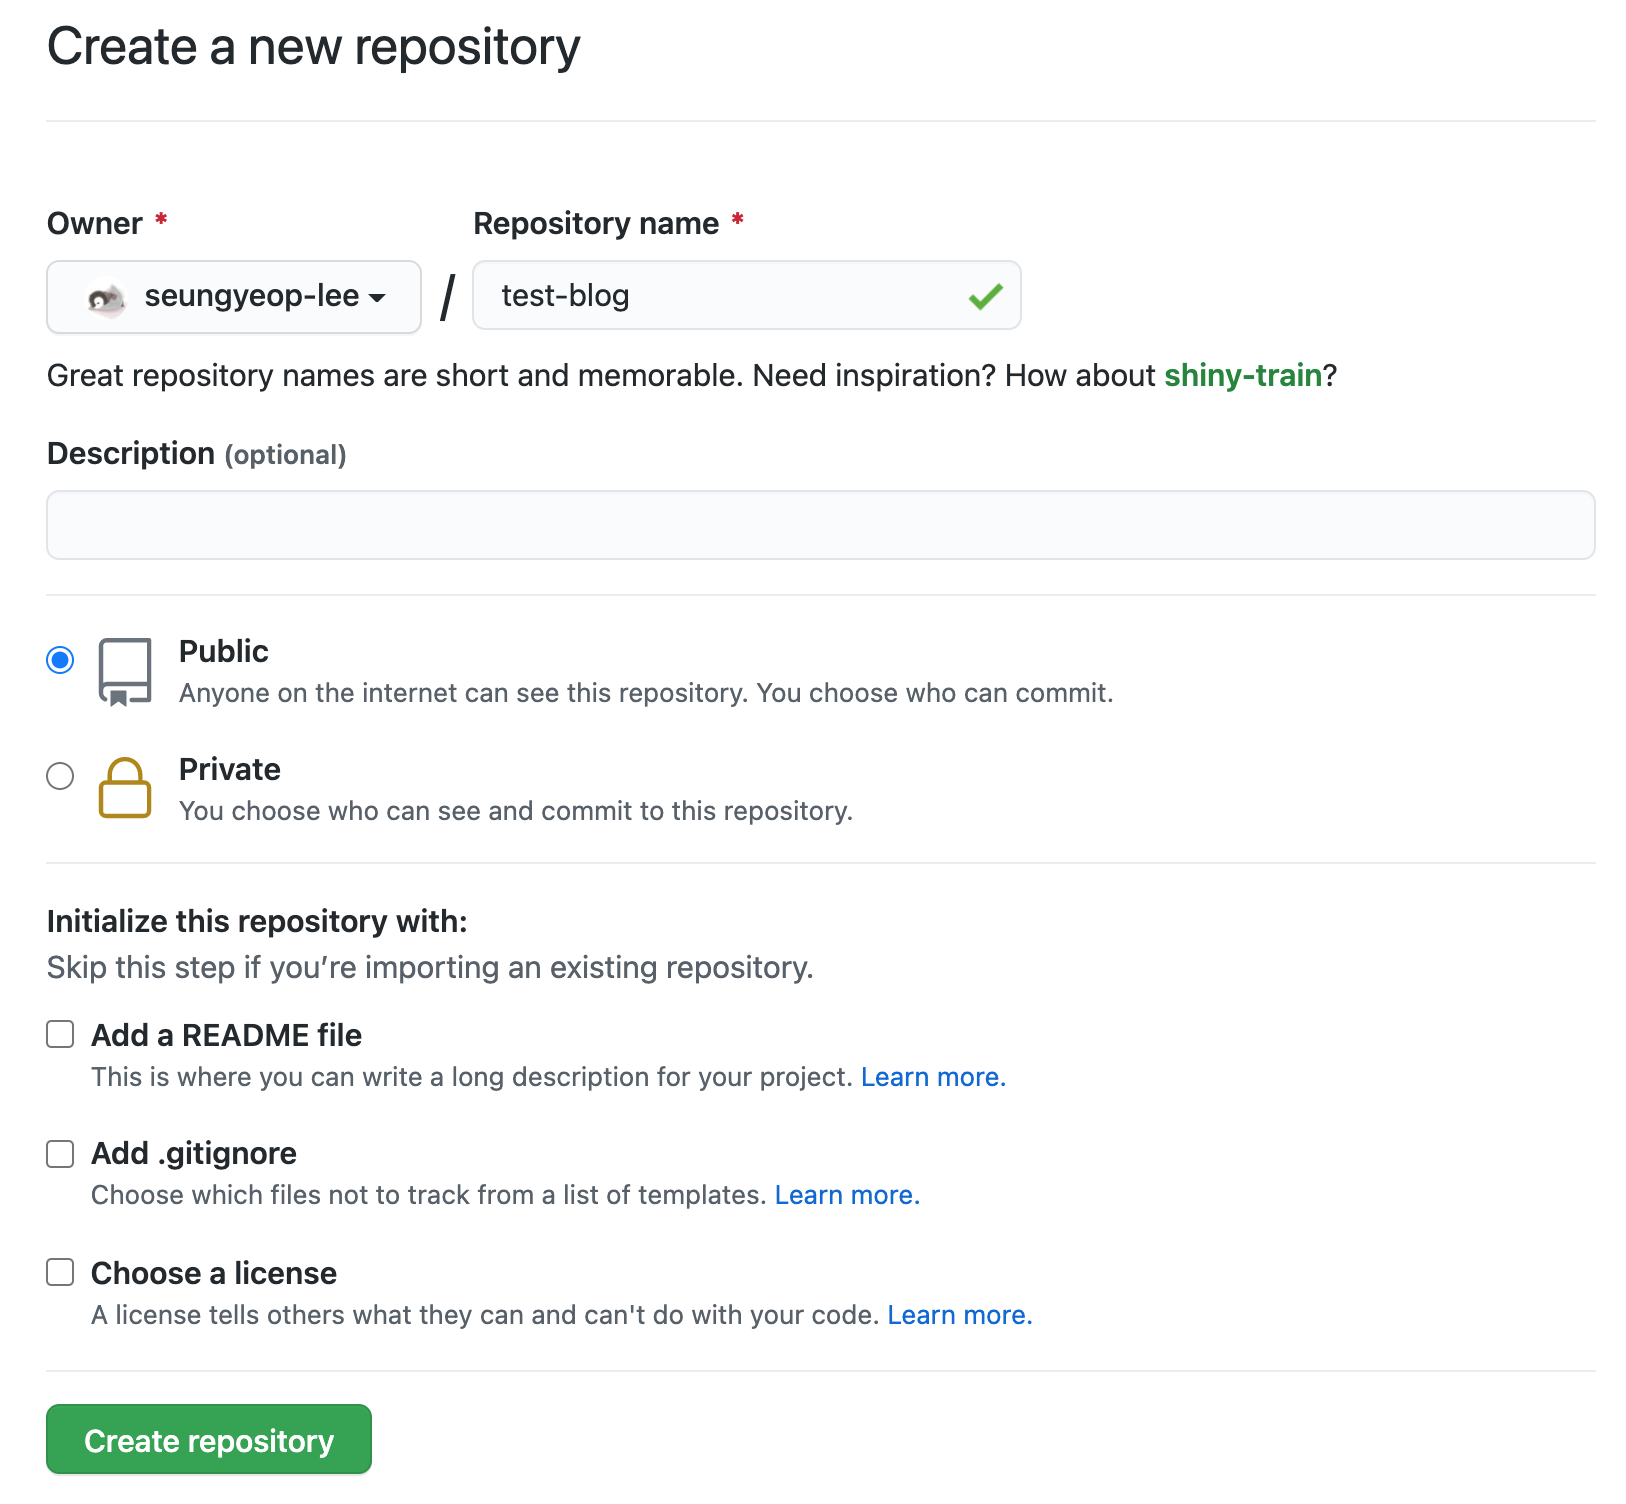 Create a new repository
Owner *
Repository name *
seungyeop-lee
/
test-blog
Great repository names are short and memorable. Need inspiration? How about shiny-train?
Description (optional)
Public
Anyone on the internet can see this repository. You choose who can commit.
Private
You choose who can see and commit to this repository.
Initialize this repository with:
Skip this step if you’re importing an existing repository.
Add a README file
This is where you can write a long description for your project. Learn more.
Add .gitignore
Choose which files not to track from a list of templates. Learn more.
Choose a license
A license tells others what they can and can't do with your code. Learn more.
Create repository